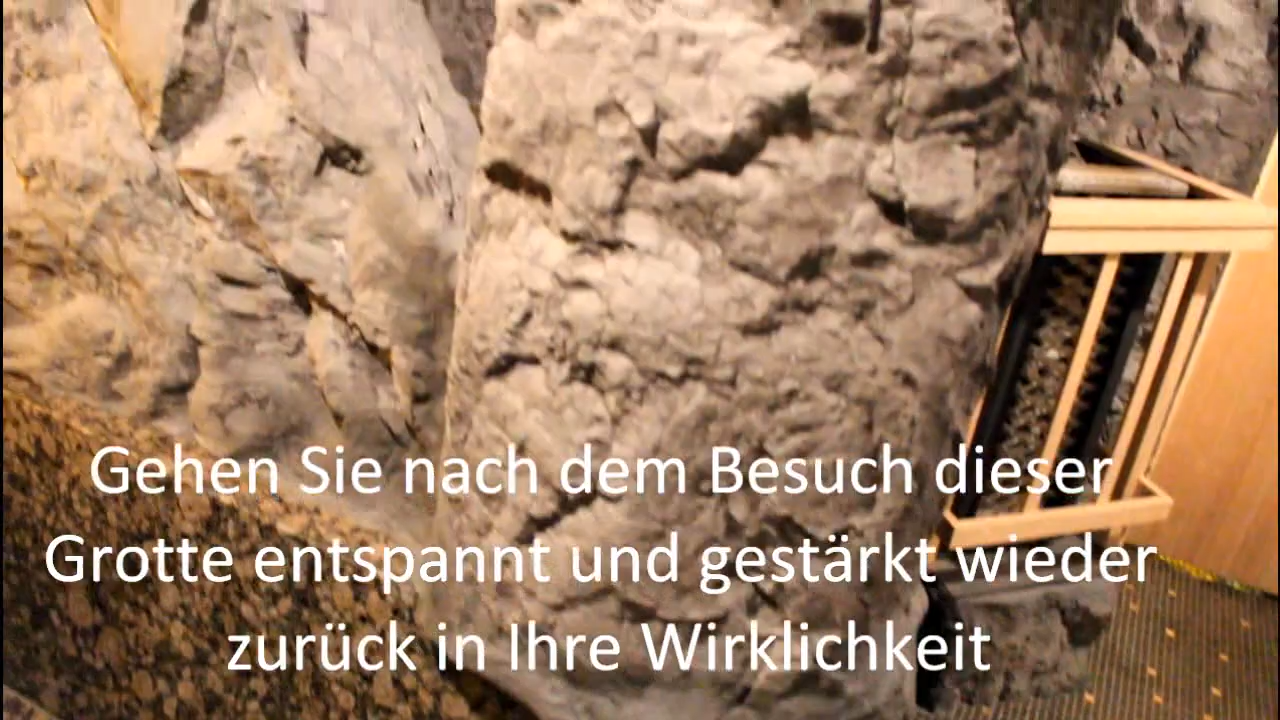 Gehen Sie nach dem Besuch dieser
Grotte entspannt und gestärkt wieder
zurück in Ihre Wirklichkeit